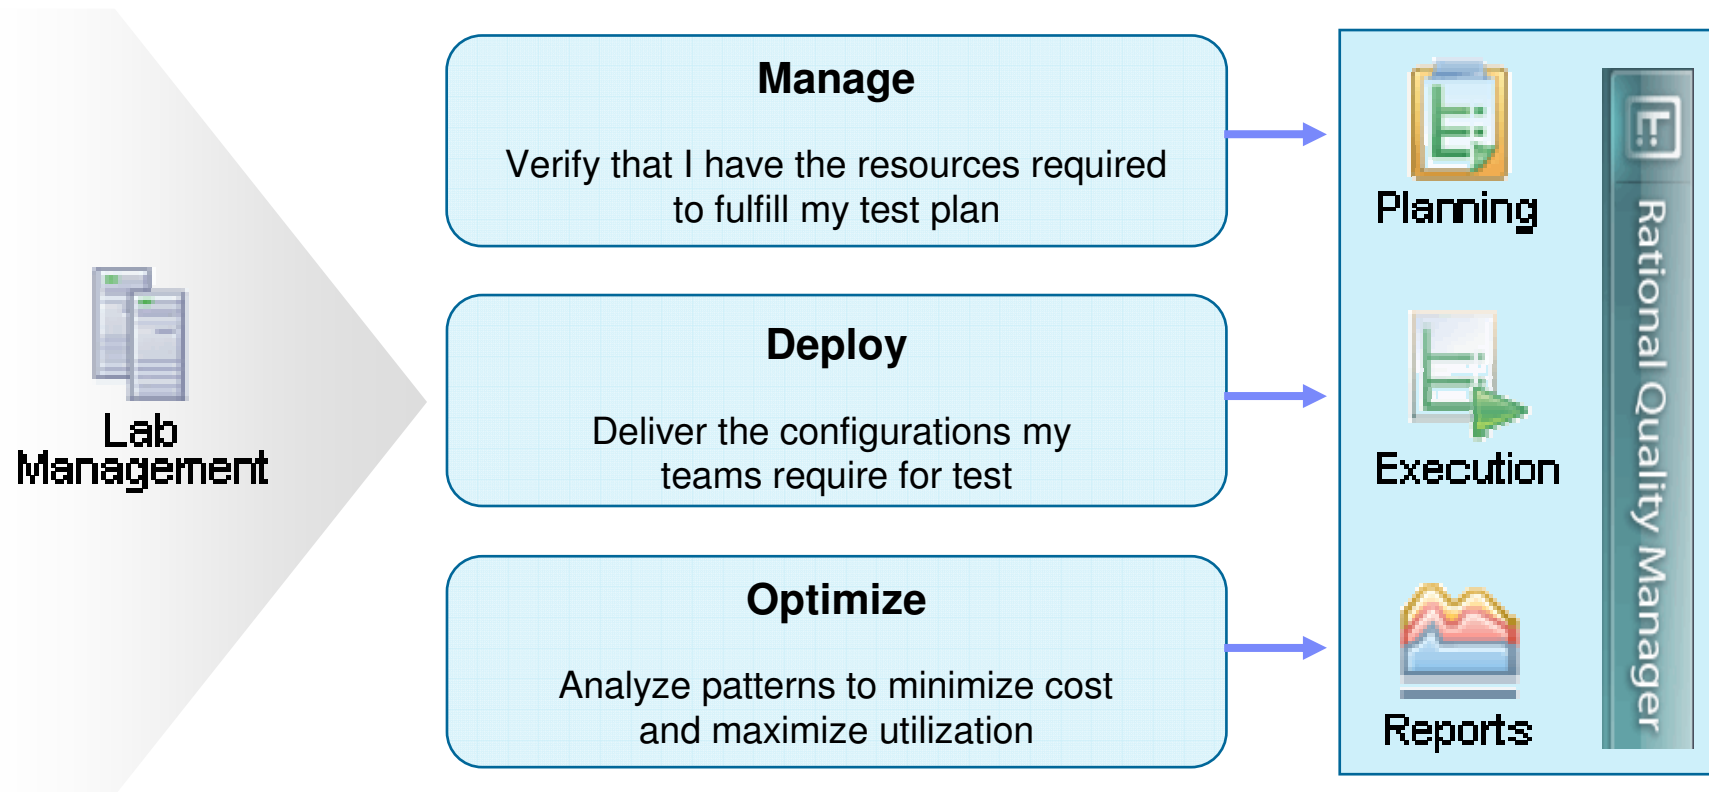 Lab
Management
Manage
Verify that I have the resources required
to fulfill my test plan
Deploy
Deliver the configurations my
teams require for test
Optimize
Analyze patterns to minimize cost
and maximize utilization
Planning
Execution
Reports
Rational Quality Manager